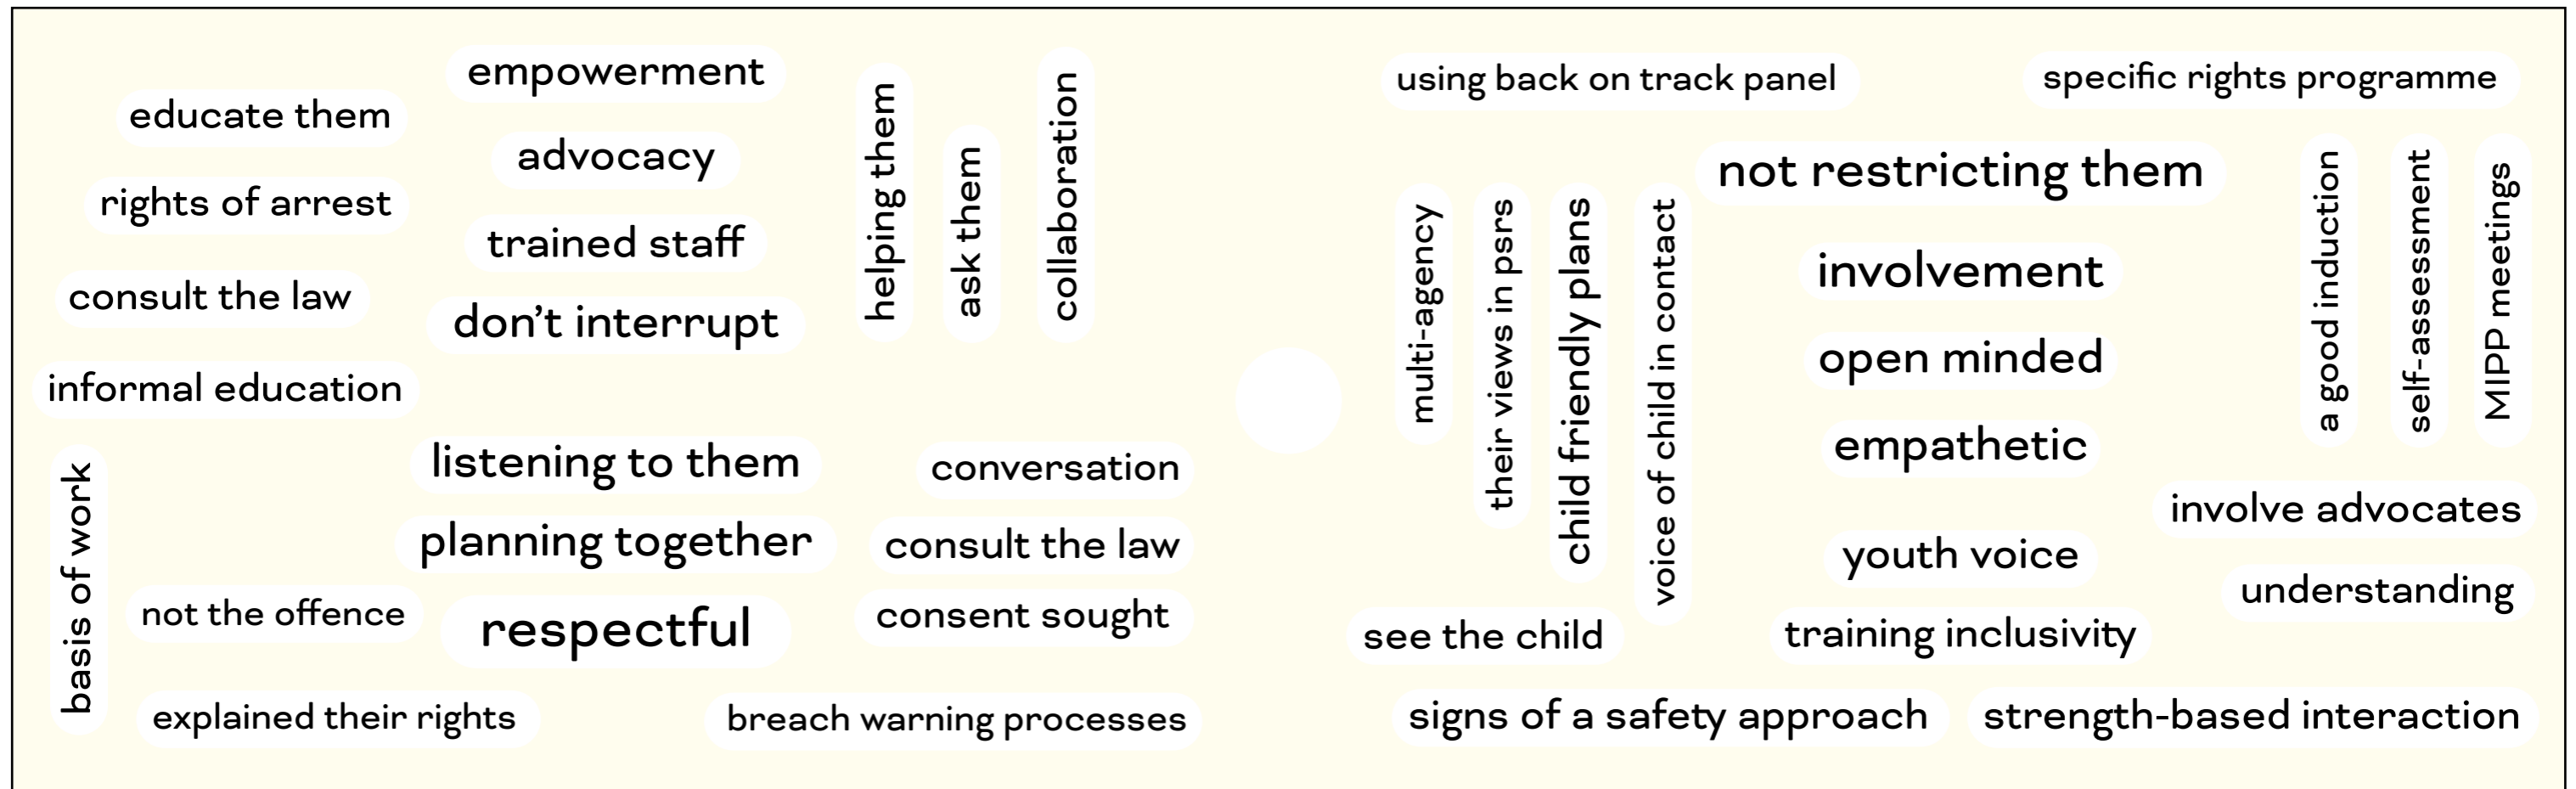 empowerment
educate them
advocacy
rights of arrest
trained staff
consult the law
don’t interrupt
informal education
helping them
ask them
collaboration
listening to them
conversation
basis of work
planning together
consult the law
not the offence
respectful
consent sought
explained their rights
breach warning processes
using back on track panel
specific rights programme
not restricting them
multi-agency
their views in psrs
child friendly plans
voice of child in contact
involvement
open minded
empathetic
a good induction
self-assessment
MIPP meetings
involve advocates
youth voice
understanding
see the child
training inclusivity
signs of a safety approach
strength-based interaction